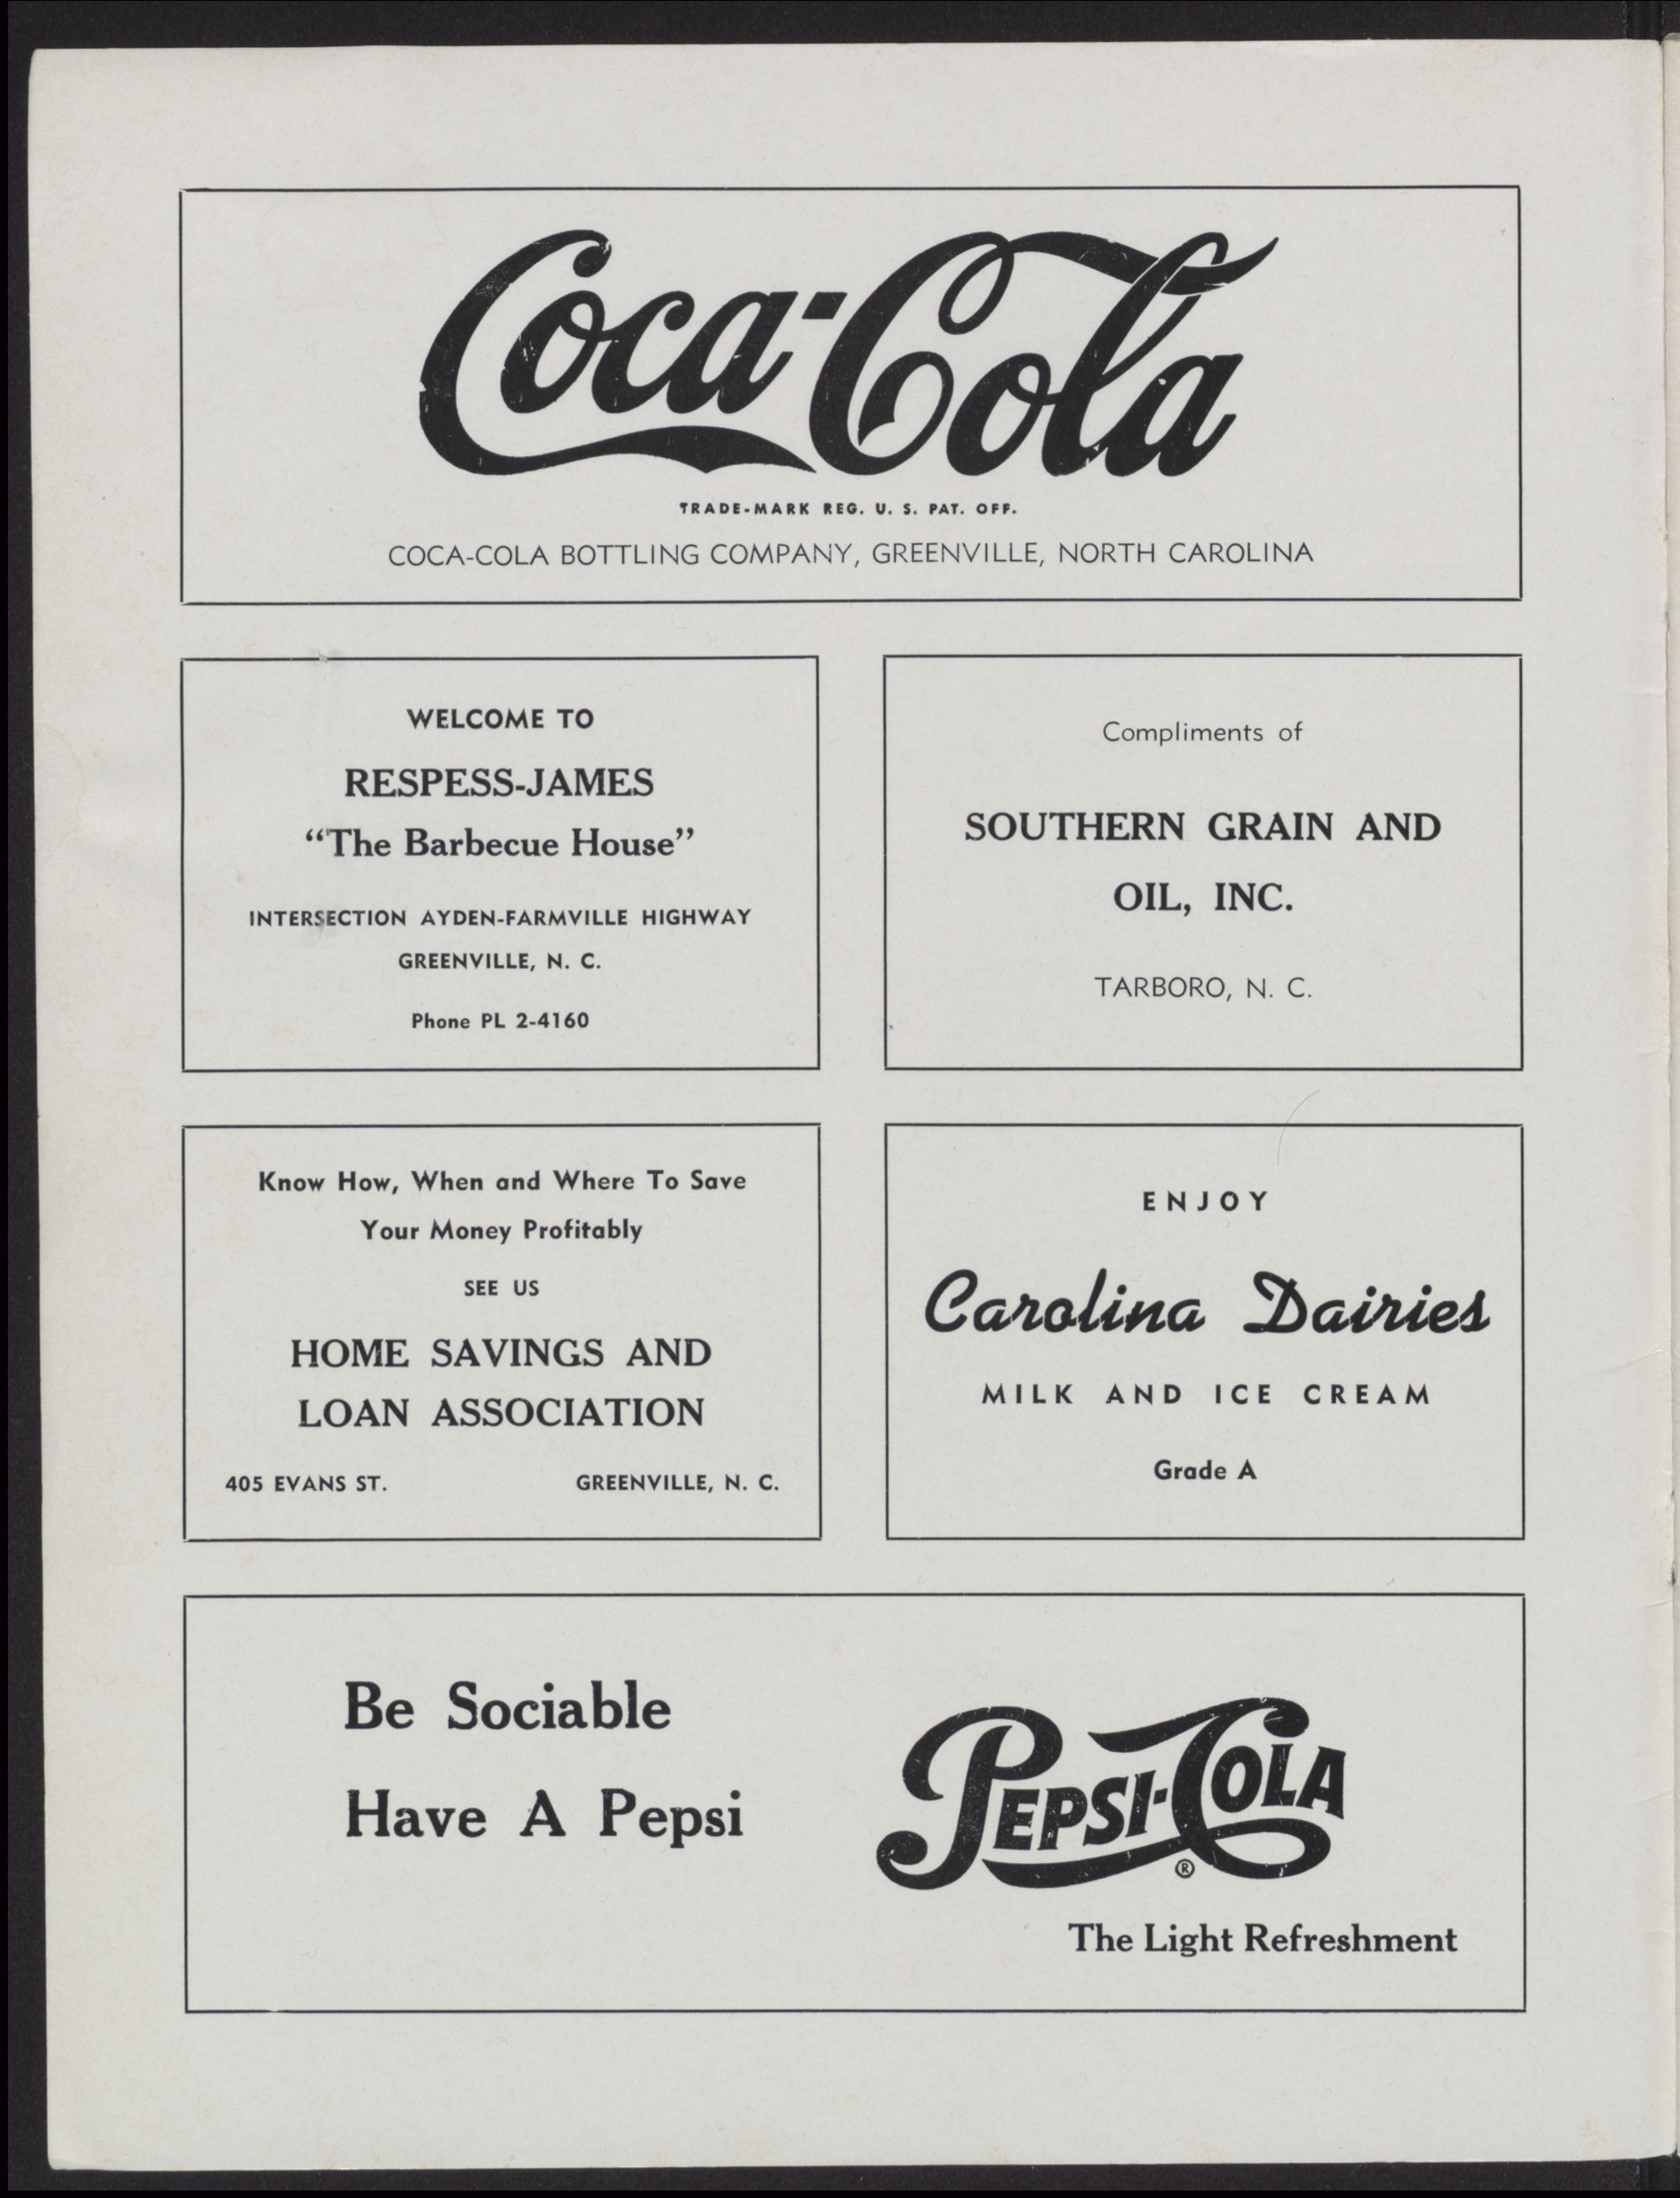 Coca-Cola
TRADE-MARK REG. U. S. PAT. OFF.
COCA-COLA BOTTLING COMPANY, GREENVILLE, NORTH CAROLINA
WELCOME TO
RESPESS-JAMES
“The Barbecue House”
INTERSECTION AYDEN-FARMVILLE HIGHWAY
GREENVILLE, N. C.
Phone PL 2-4160
Compliments of
SOUTHERN GRAIN AND
OIL, INC.
TARBORO, N. C.
Know How, When and Where To Save
Your Money Profitably
SEE US
HOME SAVINGS AND
LOAN ASSOCIATION
405 EVANS ST. GREENVILLE, N. C.
ENJOY
Carolina Dairies
MILK AND ICE CREAM
Grade A
Be Sociable
Have A Pepsi
PEPSI-COLA
®
The Light Refreshment